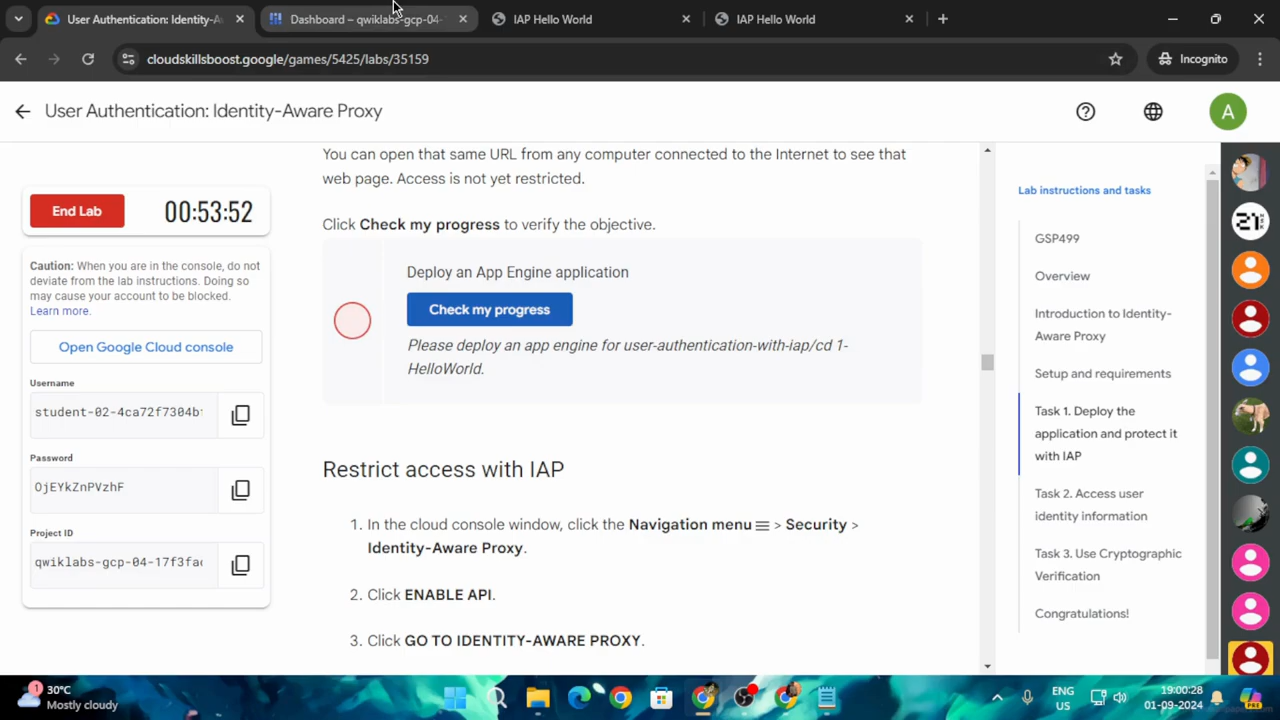 User Authentication: Identity-A
Dashboard – qwiklabs-gcp-04-
IAP Hello World
IAP Hello World
cloudskillsboost.google/games/5425/labs/35159
Incognito
User Authentication: Identity-Aware Proxy
A
End Lab
00:53:52
Caution: When you are in the console, do not
deviate from the lab instructions. Doing so
may cause your account to be blocked.
Learn more.
Open Google Cloud console
Username
student-02-4ca72f7304b
Password
OjEYkZnPVzhF
Project ID
qwiklabs-gcp-04-17f3fac
You can open that same URL from any computer connected to the Internet to see that
web page. Access is not yet restricted.
Click Check my progress to verify the objective.
Deploy an App Engine application
Check my progress
Please deploy an app engine for user-authentication-with-iap/cd 1-
HelloWorld.
Restrict access with IAP
1. In the cloud console window, click the Navigation menu > Security >
Identity-Aware Proxy.
2. Click ENABLE API.
3. Click GO TO IDENTITY-AWARE PROXY.
Lab instructions and tasks
GSP499
Overview
Introduction to Identity-
Aware Proxy
Setup and requirements
Task 1. Deploy the
application and protect it
with IAP
Task 2. Access user
identity information
Task 3. Use Cryptographic
Verification
Congratulations!
1
30°C
Mostly cloudy
ENG
US
19:00:28
01-09-2024
PRE